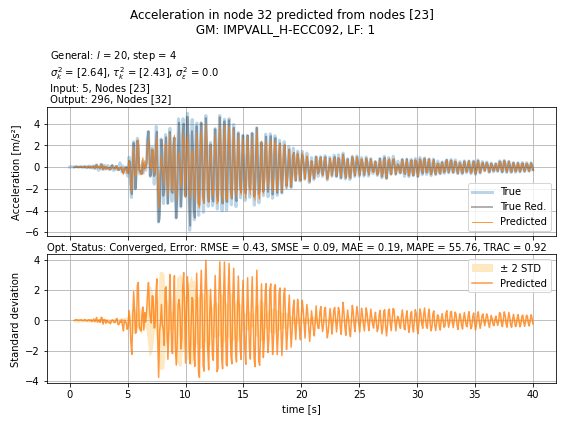 Acceleration in node 32 predicted from nodes [23]
GM: IMPVALL_H-ECC092, LF: 1
General: l = 20, step = 4
σ²ₖ = [2.64], τ²ₖ = [2.43], σ²ε = 0.0
Input: 5, Nodes [23]
Output: 296, Nodes [32]
Acceleration [m/s²]
4
2
0
−2
−4
−6
True
True Red.
Predicted
Opt. Status: Converged, Error: RMSE = 0.43, SMSE = 0.09, MAE = 0.19, MAPE = 55.76, TRAC = 0.92
Standard deviation
4
2
0
−2
−4
± 2 STD
Predicted
0 5 10 15 20 25 30 35 40
time [s]